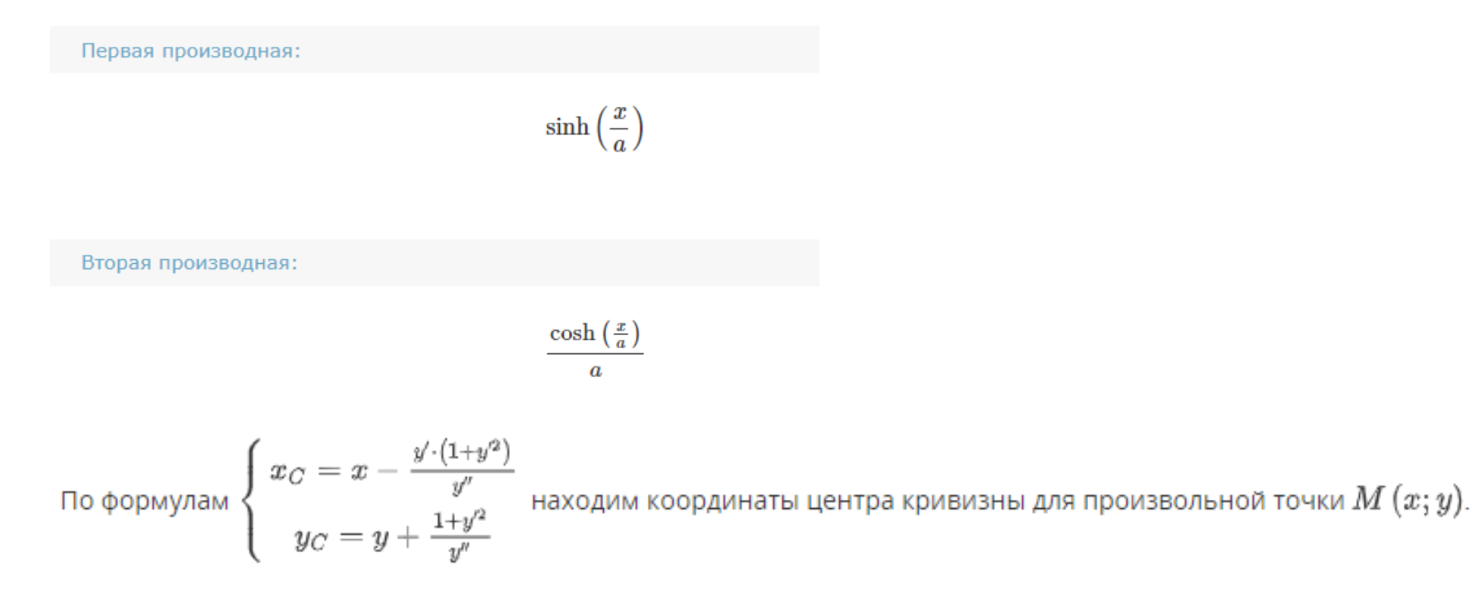 Первая производная:
sinh (x/a)
Вторая производная:
cosh (x/a) / a
По формулам { x_C = x − y′·(1+y′²) / y″ ; y_C = y + 1+y′² / y″ находим координаты центра кривизны для произвольной точки M (x; y).